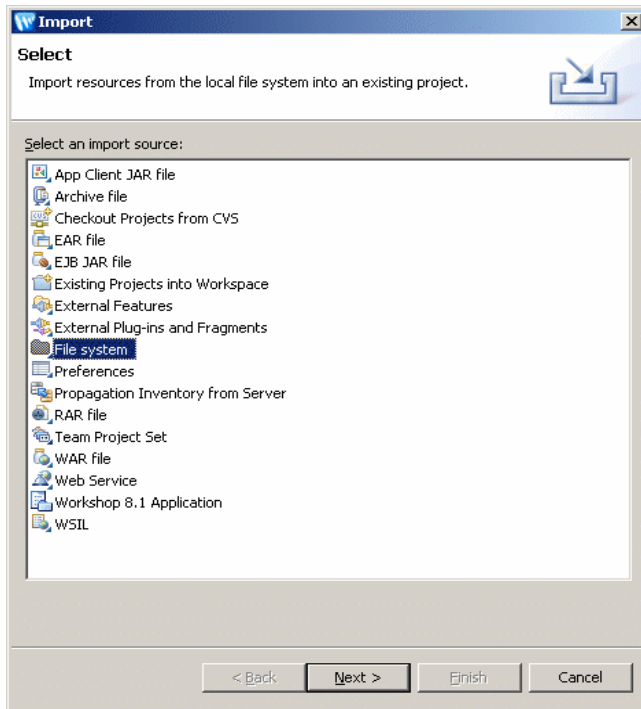 Import
Select
Import resources from the local file system into an existing project.
Select an import source:
App Client JAR file
Archive file
Checkout Projects from CVS
EAR file
EJB JAR file
Existing Projects into Workspace
External Features
External Plug-ins and Fragments
File system
Preferences
Propagation Inventory from Server
RAR file
Team Project Set
WAR file
Web Service
Workshop 8.1 Application
WSIL
< Back Next > Finish Cancel